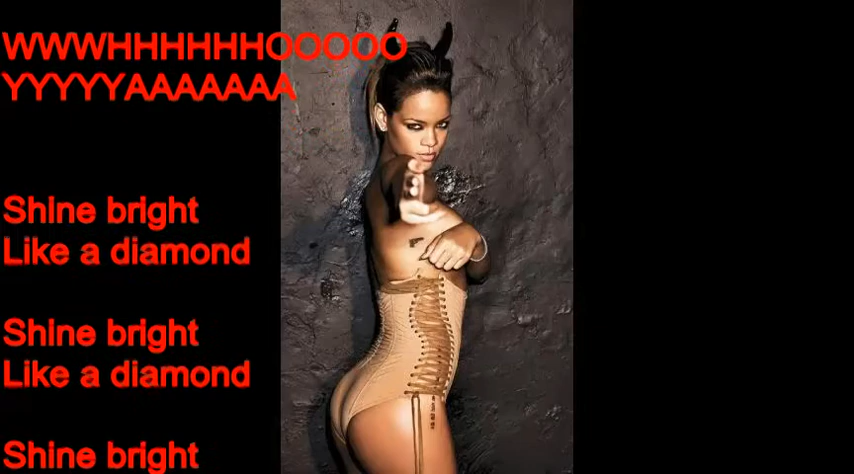 WWWHHHHHHOOOOO
YYYYYAAAAAAA
Shine bright
Like a diamond
Shine bright
Like a diamond
Shine bright